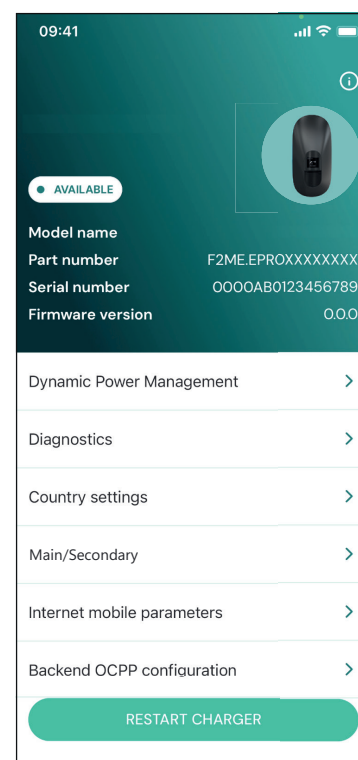 09:41
AVAILABLE
Model name
Part number F2ME.EPROXXXXXXXX
Serial number 0000AB0123456789
Firmware version 0.0.0
Dynamic Power Management
Diagnostics
Country settings
Main/Secondary
Internet mobile parameters
Backend OCPP configuration
RESTART CHARGER